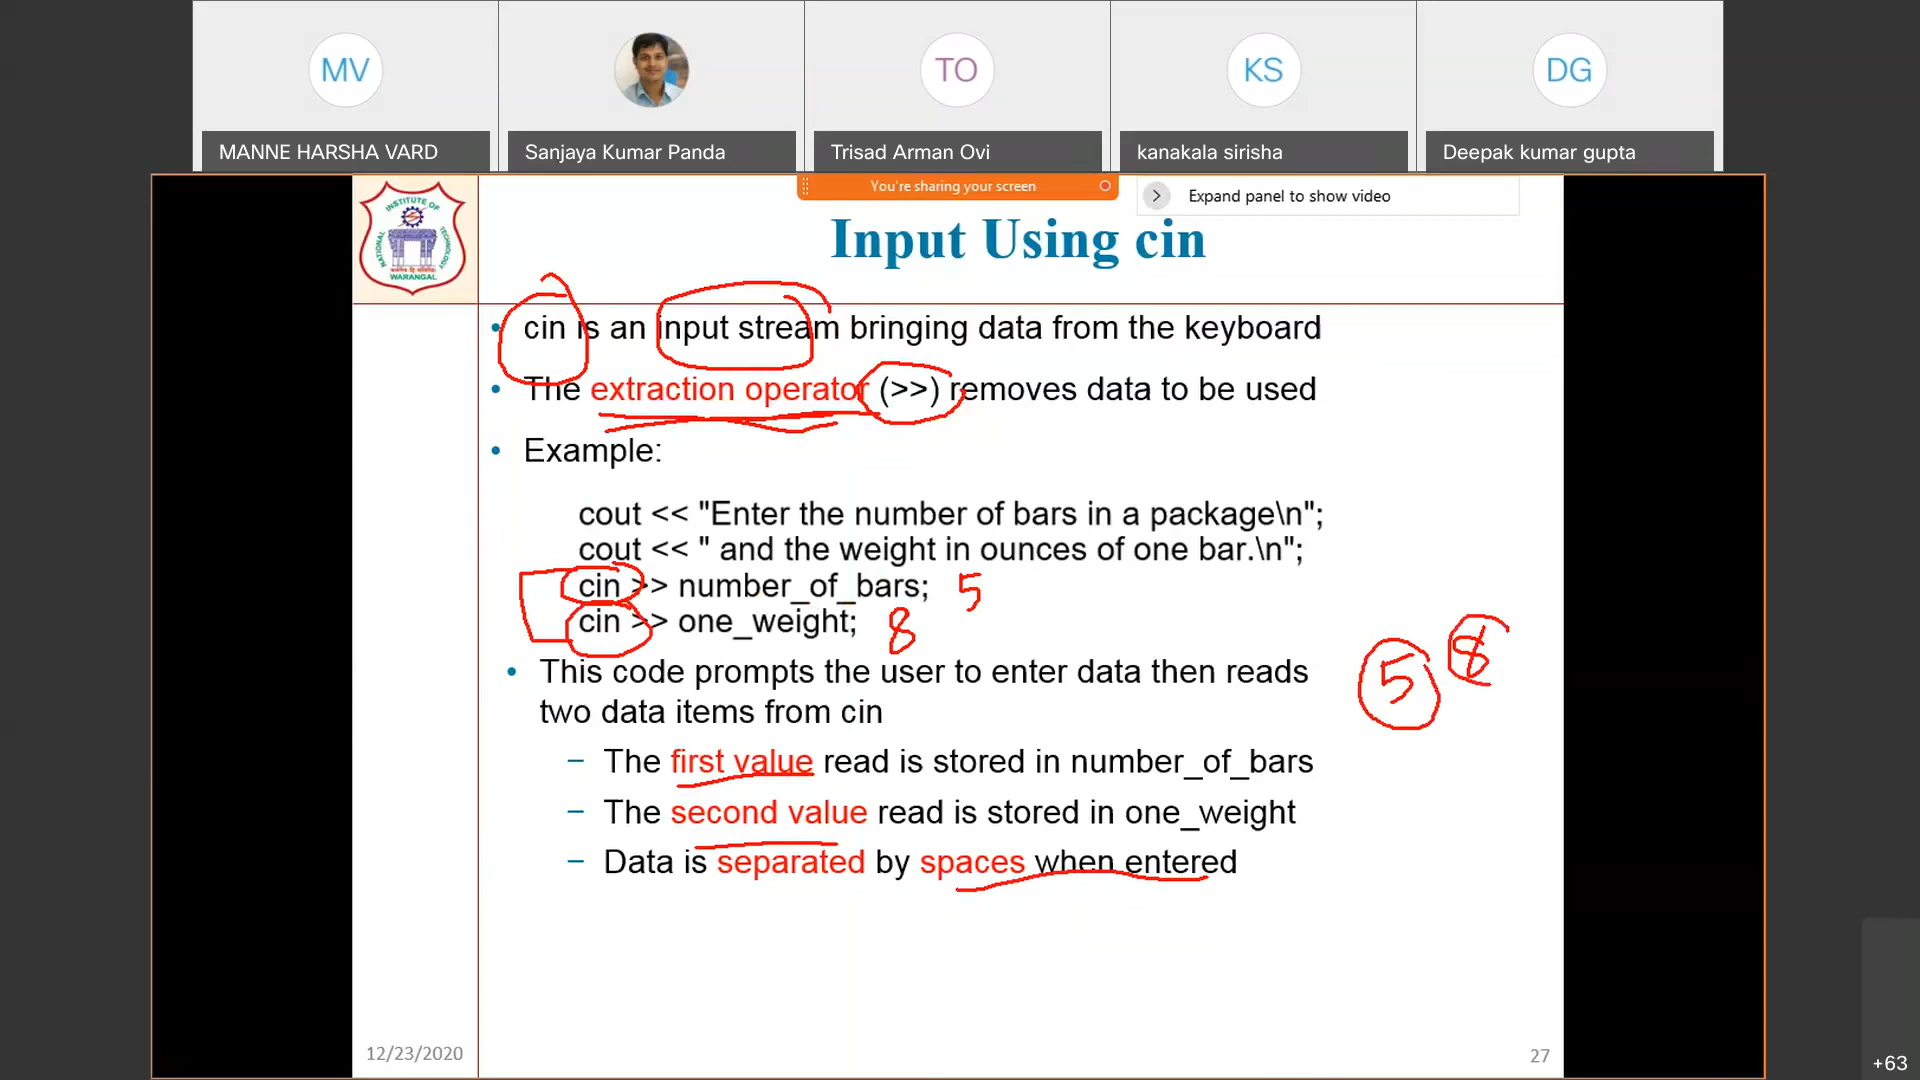 MV
TO
KS
DG
MANNE HARSHA VARD
Sanjaya Kumar Panda
Trisad Arman Ovi
kanakala sirisha
Deepak kumar gupta
You're sharing your screen
Expand panel to show video
INSTITUTE OF
NATIONAL
TECHNOLOGY
WARANGAL
Input Using cin
• cin is an input stream bringing data from the keyboard
• The extraction operator (>>) removes data to be used
• Example:
cout << "Enter the number of bars in a package\n";
cout << " and the weight in ounces of one bar.\n";
cin >> number_of_bars; 5
cin >> one_weight; 8
• This code prompts the user to enter data then reads
two data items from cin
5 8
– The first value read is stored in number_of_bars
– The second value read is stored in one_weight
– Data is separated by spaces when entered
12/23/2020
27
+63